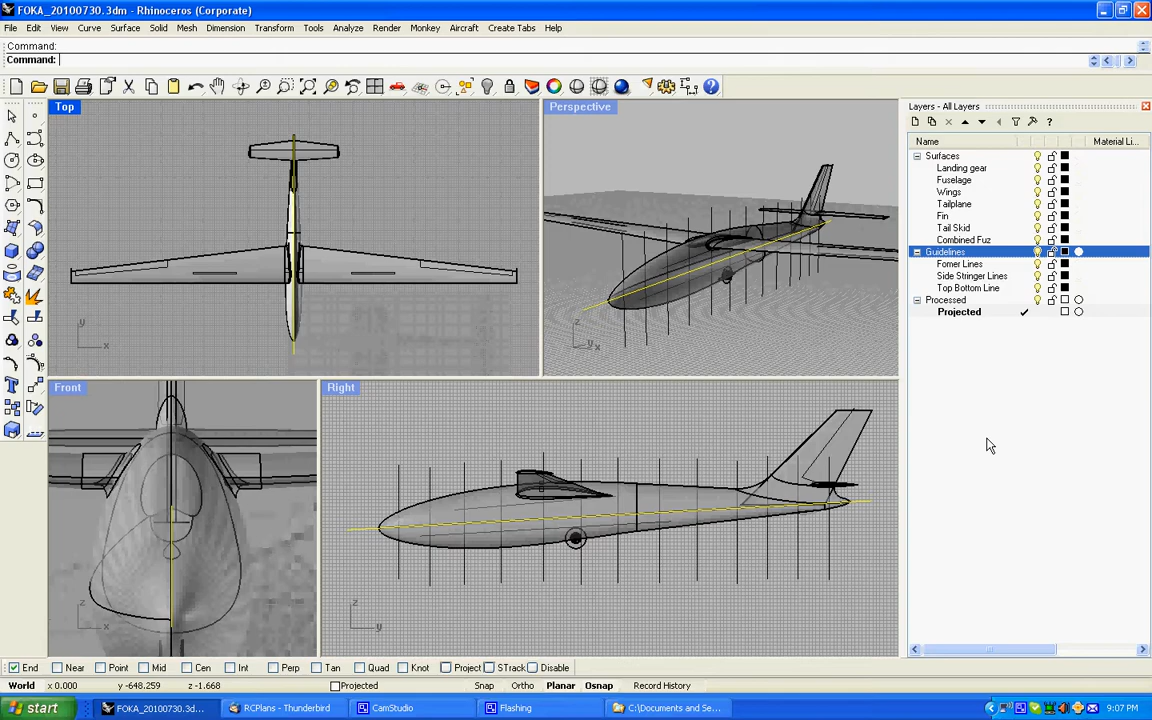 FOKA_20100730.3dm - Rhinoceros (Corporate)
File Edit View Curve Surface Solid Mesh Dimension Transform Tools Analyze Render Monkey Aircraft Create Tabs Help
Command:
Command:
Top
Perspective
Layers - All Layers
Name Material Li...
Surfaces
Landing gear
Fuselage
Wings
Tailplane
Fin
Tail Skid
Combined Fuz
Guidelines
Fomer Lines
Side Stringer Lines
Top Bottom Line
Processed
Projected
y
x
z
y
x
Front
Right
z
x
z
y
End Near Point Mid Cen Int Perp Tan Quad Knot Project STrack Disable
World x 0.000 y -648.259 z -1.668 Projected Snap Ortho Planar Osnap Record History
start FOKA_20100730.3d... RCPlans - Thunderbird CamStudio Flashing C:\Documents and Se... 9:07 PM